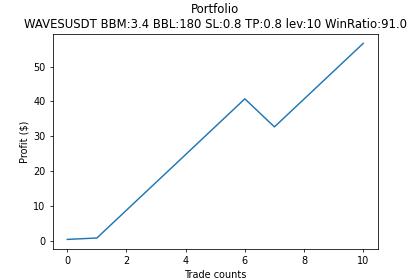 Portfolio
WAVESUSDT BBM:3.4 BBL:180 SL:0.8 TP:0.8 lev:10 WinRatio:91.0
Profit ($)
50
40
30
20
10
0
0 2 4 6 8 10
Trade counts